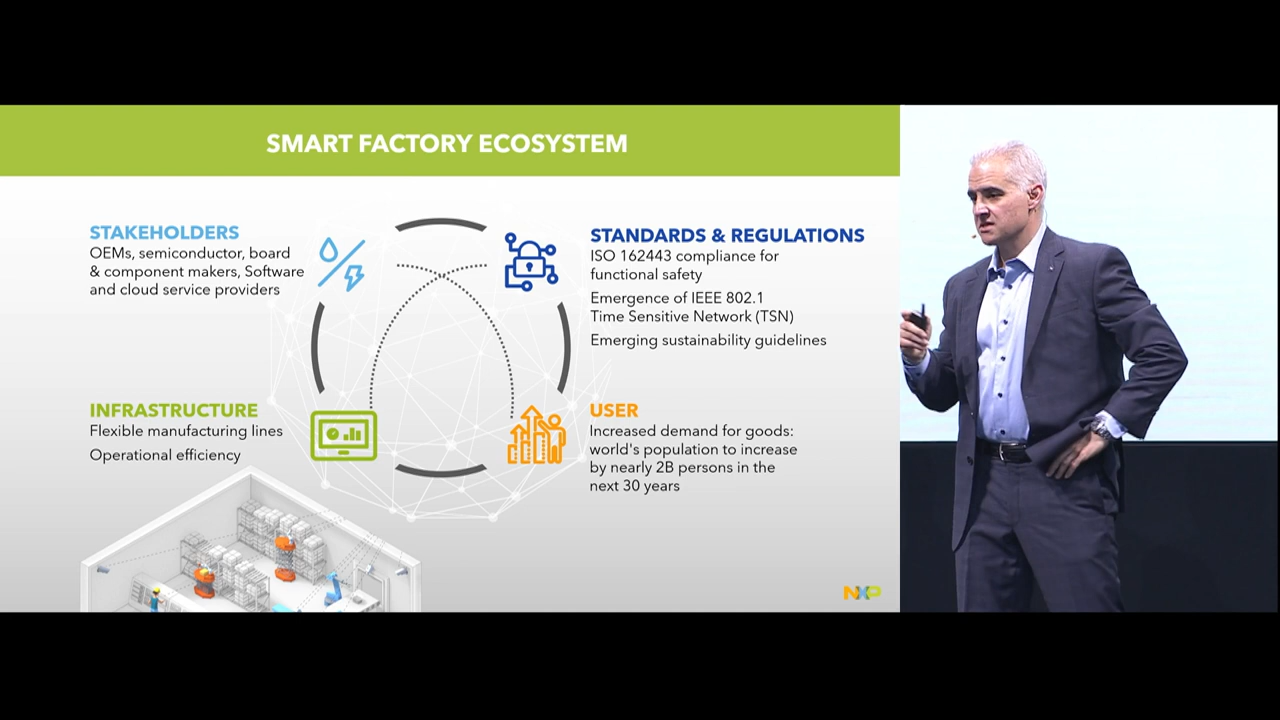 SMART FACTORY ECOSYSTEM
STAKEHOLDERS
OEMs, semiconductor, board
& component makers, Software
and cloud service providers
STANDARDS & REGULATIONS
ISO 162443 compliance for
functional safety
Emergence of IEEE 802.1
Time Sensitive Network (TSN)
Emerging sustainability guidelines
INFRASTRUCTURE
Flexible manufacturing lines
Operational efficiency
USER
Increased demand for goods:
world's population to increase
by nearly 2B persons in the
next 30 years
NXP